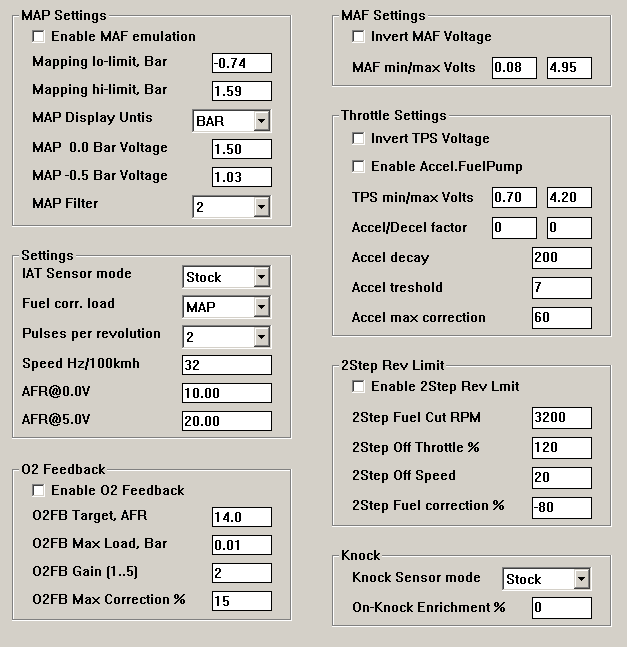 MAP Settings
Enable MAF emulation
Mapping lo-limit, Bar -0.74
Mapping hi-limit, Bar 1.59
MAP Display Untis BAR
MAP 0.0 Bar Voltage 1.50
MAP -0.5 Bar Voltage 1.03
MAP Filter 2
Settings
IAT Sensor mode Stock
Fuel corr. load MAP
Pulses per revolution 2
Speed Hz/100kmh 32
AFR@0.0V 10.00
AFR@5.0V 20.00
O2 Feedback
Enable O2 Feedback
O2FB Target, AFR 14.0
O2FB Max Load, Bar 0.01
O2FB Gain (1..5) 2
O2FB Max Correction % 15
MAF Settings
Invert MAF Voltage
MAF min/max Volts 0.08 4.95
Throttle Settings
Invert TPS Voltage
Enable Accel.FuelPump
TPS min/max Volts 0.70 4.20
Accel/Decel factor 0 0
Accel decay 200
Accel treshold 7
Accel max correction 60
2Step Rev Limit
Enable 2Step Rev Lmit
2Step Fuel Cut RPM 3200
2Step Off Throttle % 120
2Step Off Speed 20
2Step Fuel correction % -80
Knock
Knock Sensor mode Stock
On-Knock Enrichment % 0